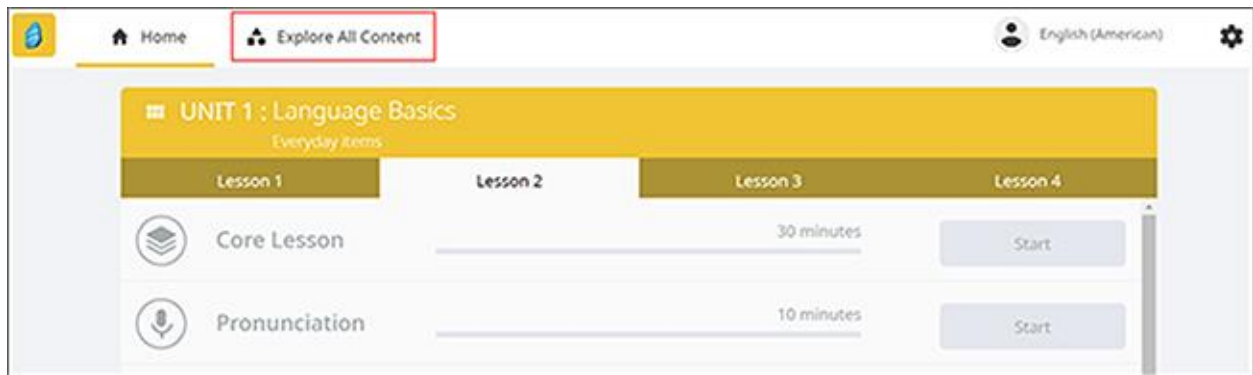 Home
Explore All Content
English (American)
UNIT 1 : Language Basics
Everyday items
Lesson 1
Lesson 2
Lesson 3
Lesson 4
Core Lesson
30 minutes
Start
Pronunciation
10 minutes
Start